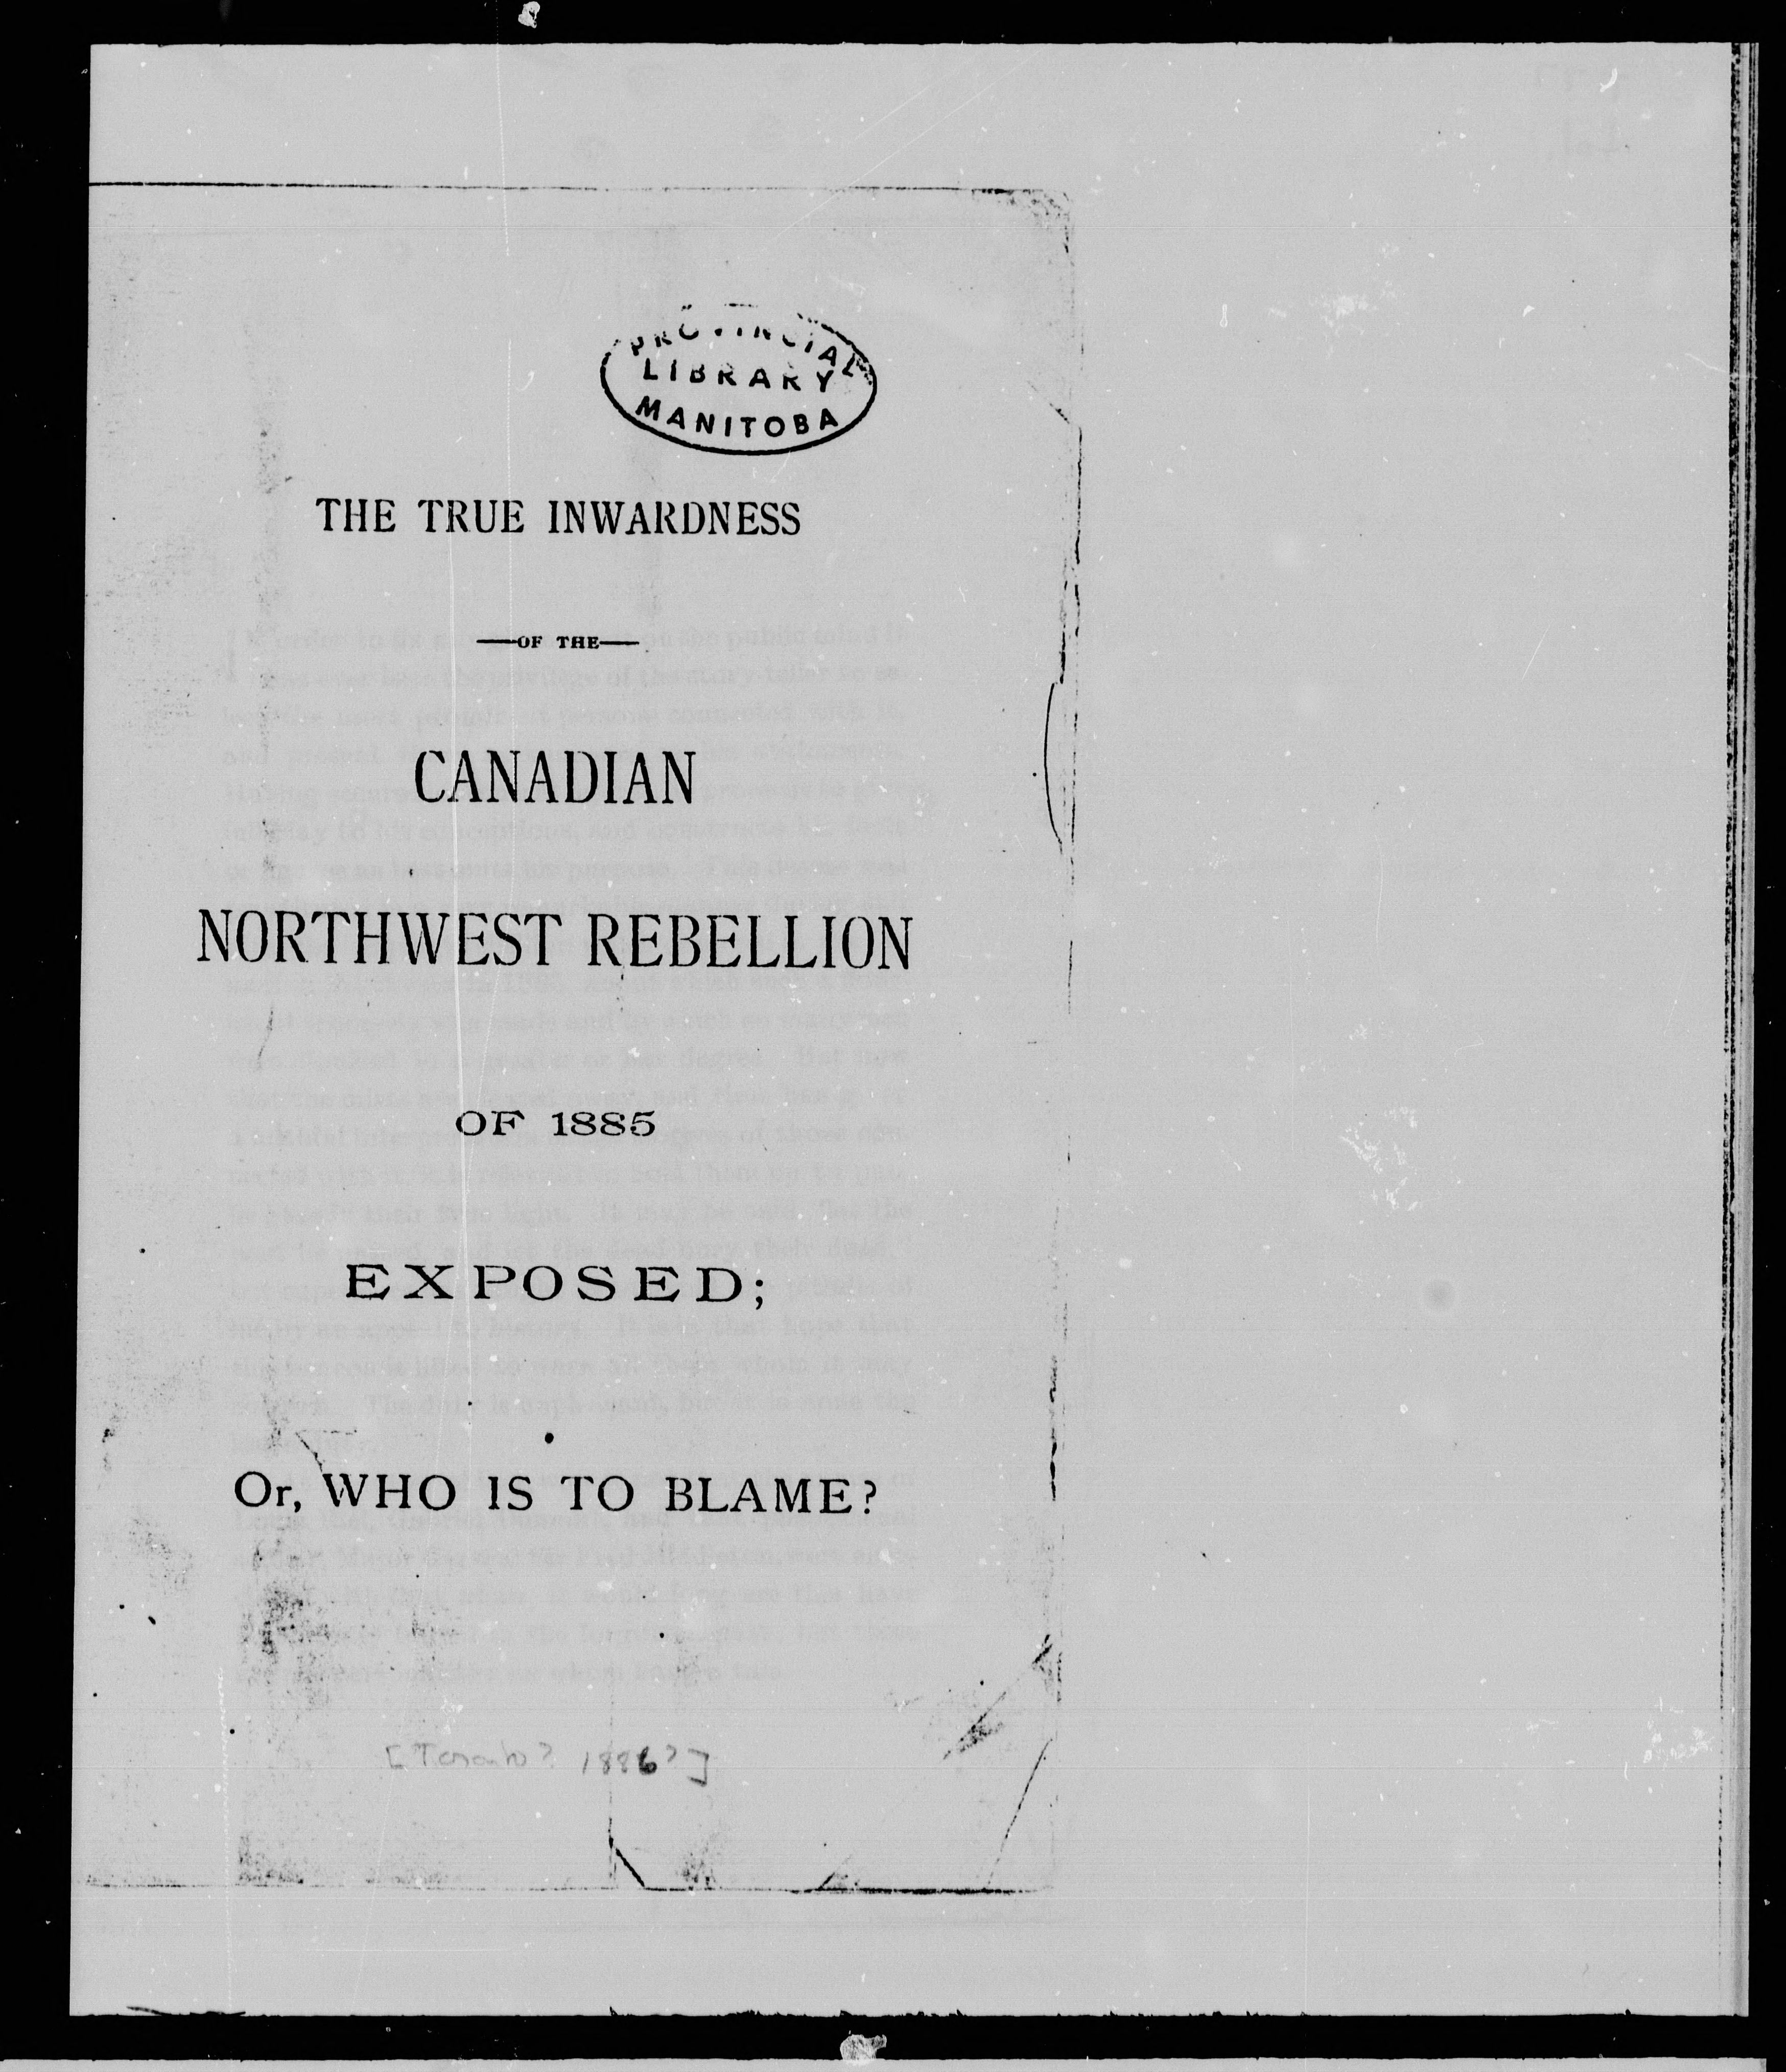 PROVINCIAL
LIBRARY
MANITOBA
THE TRUE INWARDNESS
—OF THE—
CANADIAN
NORTHWEST REBELLION
OF 1885
EXPOSED;
Or, WHO IS TO BLAME?
[Toronto? 1886?]